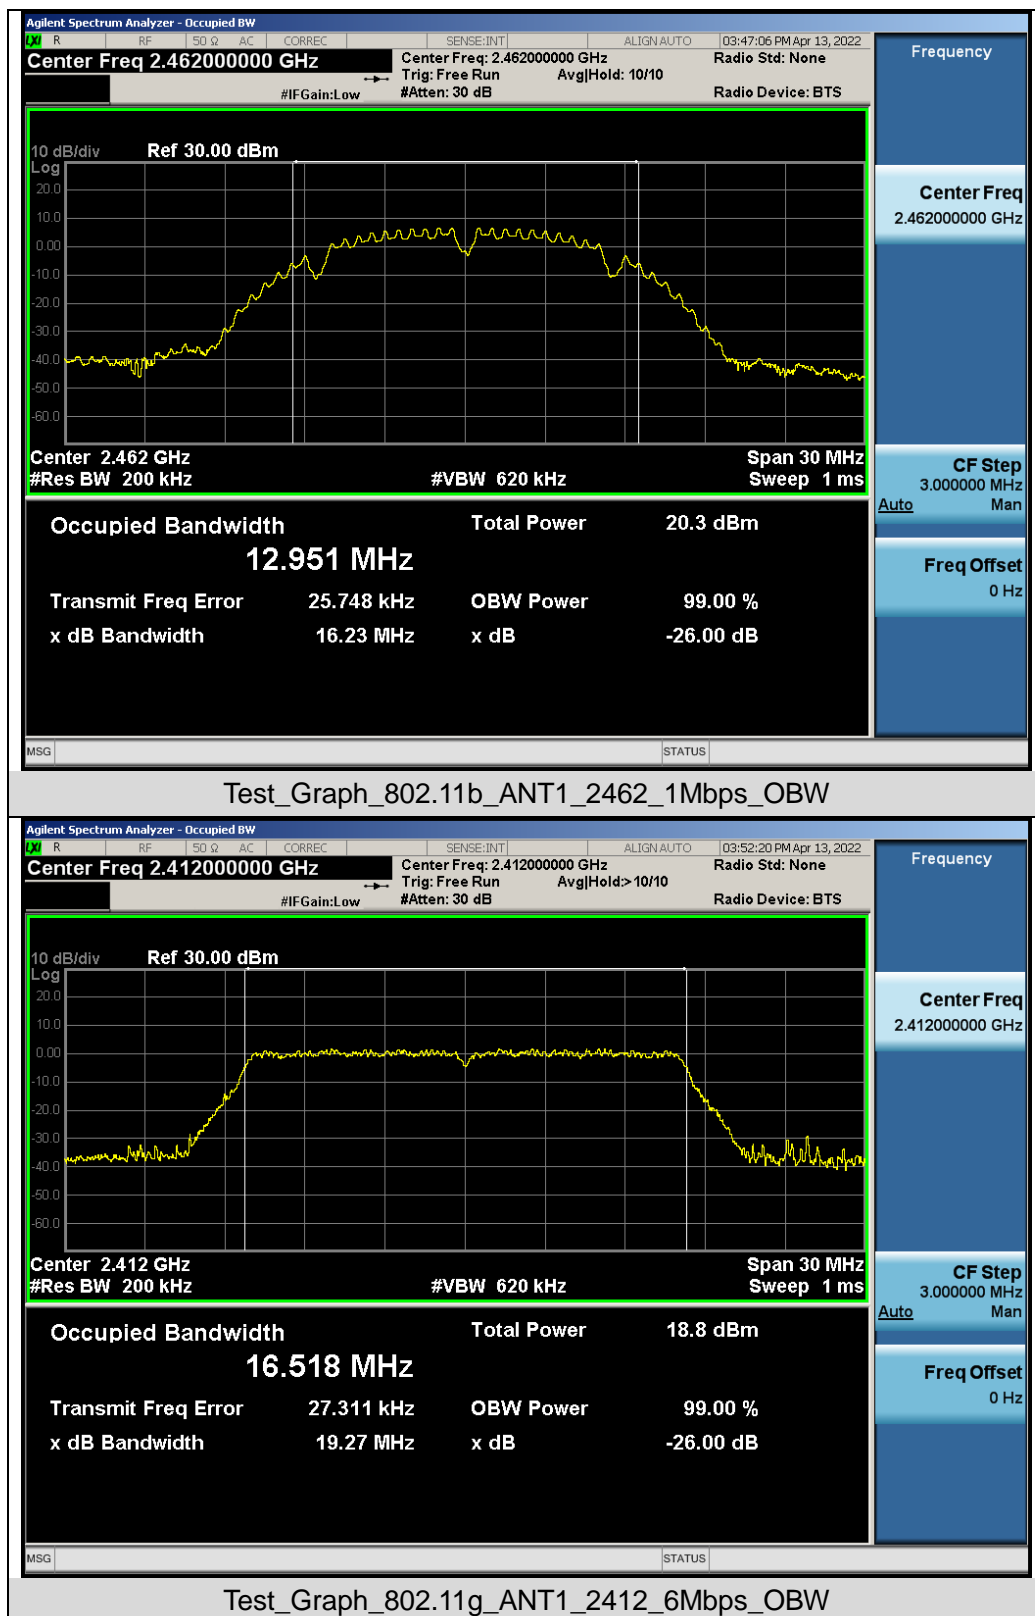 Agilent Spectrum Analyzer - Occupied BW
LXI R RF 50 Ω AC CORREC SENSE:INT ALIGN AUTO 03:47:06 PM Apr 13, 2022
Center Freq 2.462000000 GHz
Center Freq: 2.462000000 GHz
Radio Std: None
Trig: Free Run Avg|Hold: 10/10
#IFGain:Low
#Atten: 30 dB
Radio Device: BTS
Frequency
10 dB/div Ref 30.00 dBm
Log
20.0
10.0
0.00
-10.0
-20.0
-30.0
-40.0
-50.0
-60.0
Center Freq
2.462000000 GHz
Center 2.462 GHz Span 30 MHz
#Res BW 200 kHz #VBW 620 kHz Sweep 1 ms
CF Step
3.000000 MHz
Auto Man
Occupied Bandwidth Total Power 20.3 dBm
12.951 MHz
Transmit Freq Error 25.748 kHz OBW Power 99.00 %
x dB Bandwidth 16.23 MHz x dB -26.00 dB
Freq Offset
0 Hz
MSG STATUS
Test_Graph_802.11b_ANT1_2462_1Mbps_OBW
Agilent Spectrum Analyzer - Occupied BW
LXI R RF 50 Ω AC CORREC SENSE:INT ALIGN AUTO 03:52:20 PM Apr 13, 2022
Center Freq 2.412000000 GHz
Center Freq: 2.412000000 GHz
Radio Std: None
Trig: Free Run Avg|Hold:>10/10
#IFGain:Low
#Atten: 30 dB
Radio Device: BTS
Frequency
10 dB/div Ref 30.00 dBm
Log
20.0
10.0
0.00
-10.0
-20.0
-30.0
-40.0
-50.0
-60.0
Center Freq
2.412000000 GHz
Center 2.412 GHz Span 30 MHz
#Res BW 200 kHz #VBW 620 kHz Sweep 1 ms
CF Step
3.000000 MHz
Auto Man
Occupied Bandwidth Total Power 18.8 dBm
16.518 MHz
Transmit Freq Error 27.311 kHz OBW Power 99.00 %
x dB Bandwidth 19.27 MHz x dB -26.00 dB
Freq Offset
0 Hz
MSG STATUS
Test_Graph_802.11g_ANT1_2412_6Mbps_OBW